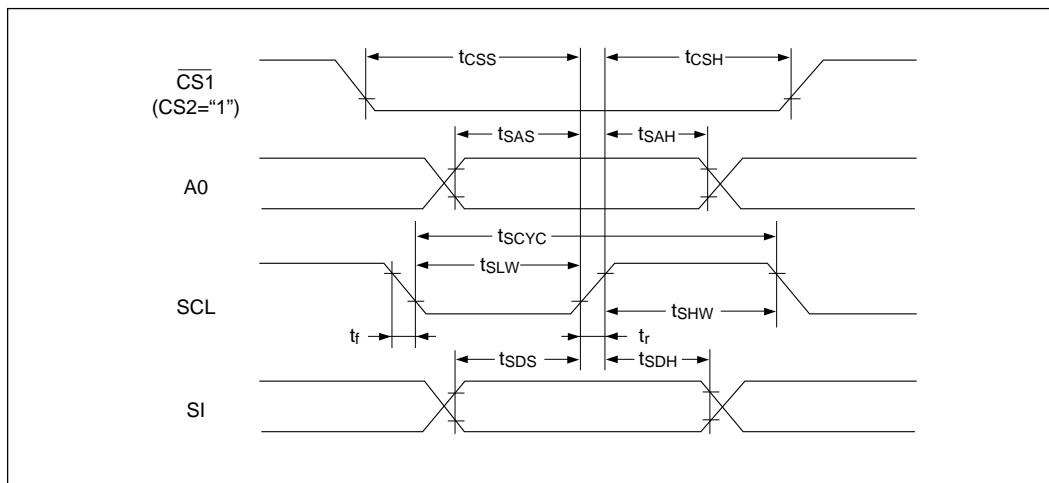 tCSS
tCSH
CS1
(CS2=“1”)
tSAS
tSAH
A0
tSCYC
tSLW
SCL
tSHW
tf
tr
tSDS
tSDH
SI